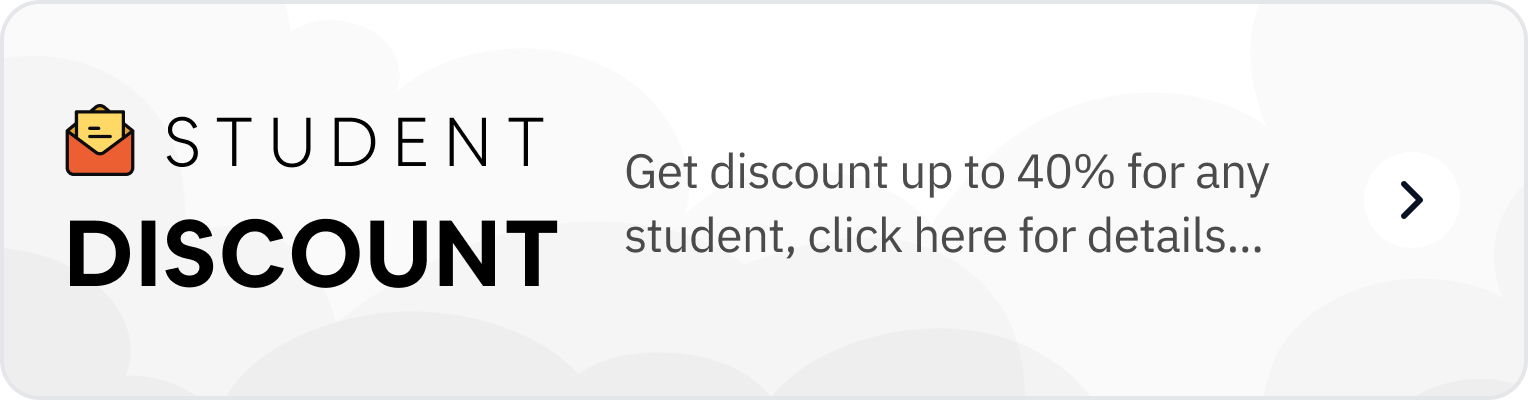 STUDENT
DISCOUNT
Get discount up to 40% for any
student, click here for details...